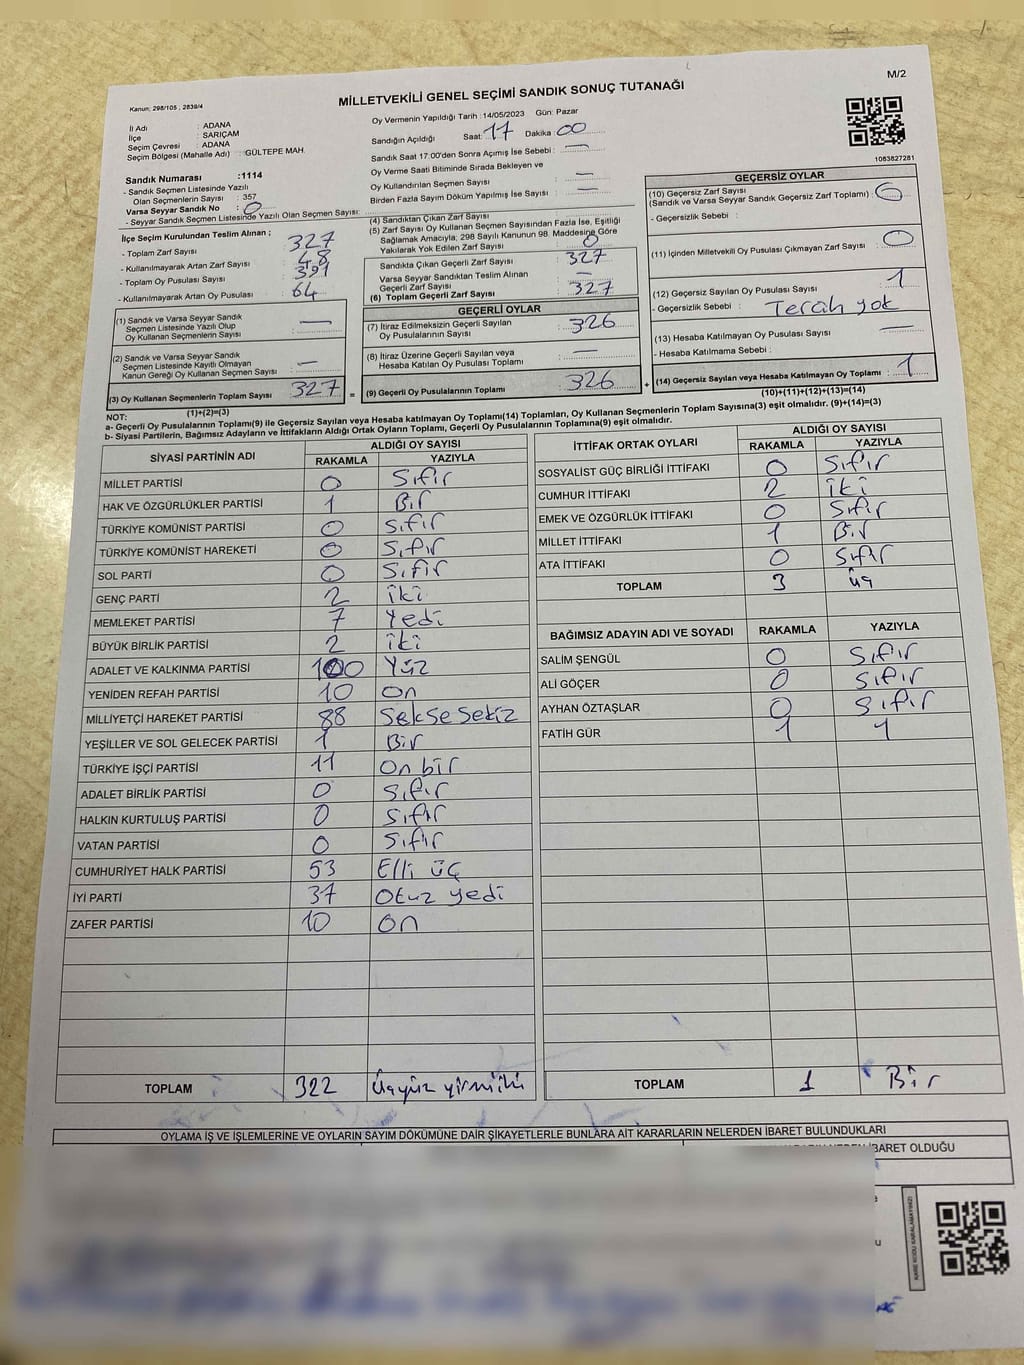 M/2
Kanun; 298/105 , 2839/4
MİLLETVEKİLİ GENEL SEÇİMİ SANDIK SONUÇ TUTANAĞI
İl Adı : ADANA
İlçe : SARIÇAM
Seçim Çevresi : ADANA
Seçim Bölgesi (Mahalle Adı) : GÜLTEPE MAH.
Oy Vermenin Yapıldığı Tarih :14/05/2023 Gün: Pazar
Sandığın Açıldığı Saat: 17 Dakika: 00
Sandık Saat 17:00'den Sonra Açmış İse Sebebi : —
Oy Verme Saati Bitiminde Sırada Bekleyen ve
Oy Kullandırılan Seçmen Sayısı : —
Birden Fazla Sayım Döküm Yapılmış İse Sayısı : —
1083827281
Sandık Numarası :1114
- Sandık Seçmen Listesinde Yazılı
Olan Seçmenlerin Sayısı : 357
Varsa Seyyar Sandık No : 0
- Seyyar Sandık Seçmen Listesinde Yazılı Olan Seçmen Sayısı:
İlçe Seçim Kurulundan Teslim Alınan ;
- Toplam Zarf Sayısı : 327
- Kullanılmayarak Artan Zarf Sayısı : 48
- Toplam Oy Pusulası Sayısı : 391
- Kullanılmayarak Artan Oy Pusulası : 64
(1) Sandık ve Varsa Seyyar Sandık
Seçmen Listesinde Yazılı Olup
Oy Kullanan Seçmenlerin Sayısı : —
(2) Sandık ve Varsa Seyyar Sandık
Seçmen Listesinde Kayıtlı Olmayan
Kanun Gereği Oy Kullanan Seçmen Sayısı : —
(3) Oy Kullanan Seçmenlerin Toplam Sayısı : 327
(1)+(2)=(3)
(4) Sandıktan Çıkan Zarf Sayısı :
(5) Zarf Sayısı Oy Kullanan Seçmen Sayısından Fazla İse, Eşitliği
Sağlamak Amacıyla; 298 Sayılı Kanunun 98. Maddesine Göre
Yakılarak Yok Edilen Zarf Sayısı : 0
Sandıkta Çıkan Geçerli Zarf Sayısı : 327
Varsa Seyyar Sandıktan Teslim Alınan
Geçerli Zarf Sayısı : —
(6) Toplam Geçerli Zarf Sayısı : 327
GEÇERLİ OYLAR
(7) İtiraz Edilmeksizin Geçerli Sayılan
Oy Pusulalarının Sayısı : 326
(8) İtiraz Üzerine Geçerli Sayılan veya
Hesaba Katılan Oy Pusulası Toplamı : —
(9) Geçerli Oy Pusulalarının Toplamı : 326
GEÇERSİZ OYLAR
(10) Geçersiz Zarf Sayısı
(Sandık ve Varsa Seyyar Sandık Geçersiz Zarf Toplamı) : 0
- Geçersizlik Sebebi :
(11) İçinden Milletvekili Oy Pusulası Çıkmayan Zarf Sayısı : 0
(12) Geçersiz Sayılan Oy Pusulası Sayısı : 1
- Geçersizlik Sebebi : Tercah yok
(13) Hesaba Katılmayan Oy Pusulası Sayısı : —
- Hesaba Katılmama Sebebi :
(14) Geçersiz Sayılan veya Hesaba Katılmayan Oy Toplamı : 1
(10)+(11)+(12)+(13)=(14)
NOT:
a- Geçerli Oy Pusulalarının Toplamı(9) ile Geçersiz Sayılan veya Hesaba katılmayan Oy Toplamı(14) Toplamları, Oy Kullanan Seçmenlerin Toplam Sayısına(3) eşit olmalıdır. (9)+(14)=(3)
b- Siyasi Partilerin, Bağımsız Adayların ve İttifakların Aldığı Ortak Oyların Toplamı, Geçerli Oy Pusulalarının Toplamına(9) eşit olmalıdır.
SİYASİ PARTİNİN ADI ALDIĞI OY SAYISI
RAKAMLA YAZIYLA
MİLLET PARTİSİ 0 Sıfır
HAK VE ÖZGÜRLÜKLER PARTİSİ 1 Bir
TÜRKİYE KOMÜNİST PARTİSİ 0 Sıfır
TÜRKİYE KOMÜNİST HAREKETİ 0 Sıfır
SOL PARTİ 0 Sıfır
GENÇ PARTİ 2 iki
MEMLEKET PARTİSİ 7 Yedi
BÜYÜK BİRLİK PARTİSİ 2 iki
ADALET VE KALKINMA PARTİSİ 100 Yüz
YENİDEN REFAH PARTİSİ 10 On
MİLLİYETÇİ HAREKET PARTİSİ 88 Seksesekiz
YEŞİLLER VE SOL GELECEK PARTİSİ 1 Bir
TÜRKİYE İŞÇİ PARTİSİ 11 On bir
ADALET BİRLİK PARTİSİ 0 Sıfır
HALKIN KURTULUŞ PARTİSİ 0 Sıfır
VATAN PARTİSİ 0 Sıfır
CUMHURİYET HALK PARTİSİ 53 Elli üç
İYİ PARTİ 37 Otuz yedi
ZAFER PARTİSİ 10 On
TOPLAM 322 Üçyüz yirmiiki
İTTİFAK ORTAK OYLARI ALDIĞI OY SAYISI
RAKAMLA YAZIYLA
SOSYALİST GÜÇ BİRLİĞİ İTTİFAKI 0 Sıfır
CUMHUR İTTİFAKI 2 iki
EMEK VE ÖZGÜRLÜK İTTİFAKI 0 Sıfır
MİLLET İTTİFAKI 1 Bir
ATA İTTİFAKI 0 Sıfır
TOPLAM 3 üç
BAĞIMSIZ ADAYIN ADI VE SOYADI RAKAMLA YAZIYLA
SALİM ŞENGÜL 0 Sıfır
ALİ GÖÇER 0 Sıfır
AYHAN ÖZTAŞLAR 0 Sıfır
FATİH GÜR 1 1
TOPLAM 1 Bir
OYLAMA İŞ VE İŞLEMLERİNE VE OYLARIN SAYIM DÖKÜMÜNE DAİR ŞİKAYETLERLE BUNLARA AİT KARARLARIN NELERDEN İBARET BULUNDUKLARI
İBARET OLDUĞU
KARE KODU KARALAMAYINIZ!